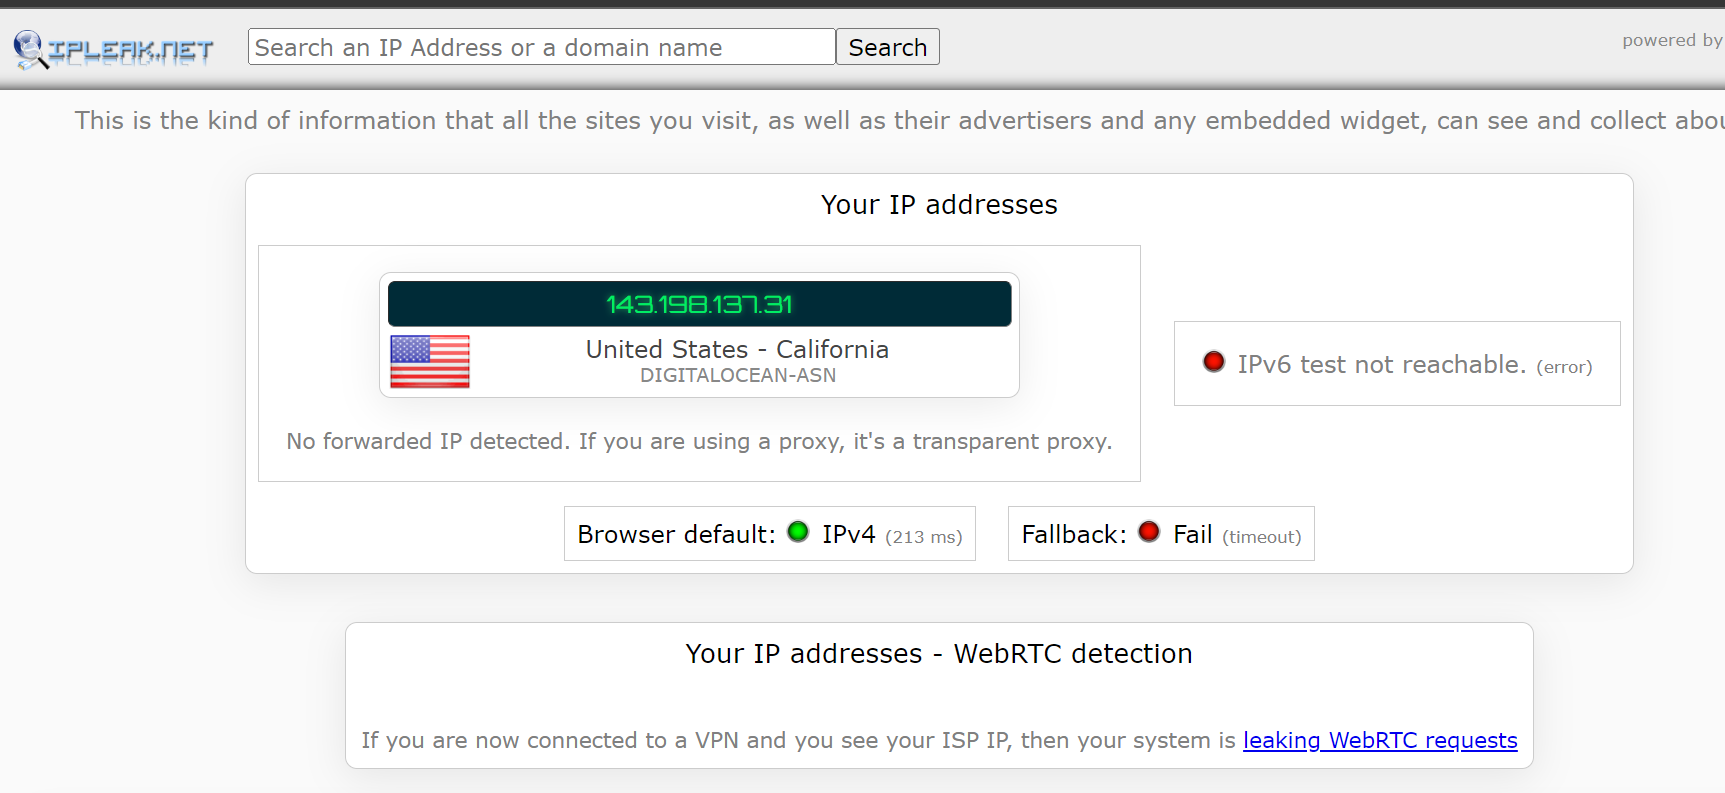 IPLEAK.NET
Search an IP Address or a domain name
Search
powered by
This is the kind of information that all the sites you visit, as well as their advertisers and any embedded widget, can see and collect abou
Your IP addresses
143.198.137.31
United States - California
DIGITALOCEAN-ASN
No forwarded IP detected. If you are using a proxy, it's a transparent proxy.
IPv6 test not reachable. (error)
Browser default: IPv4 (213 ms)
Fallback: Fail (timeout)
Your IP addresses - WebRTC detection
If you are now connected to a VPN and you see your ISP IP, then your system is leaking WebRTC requests